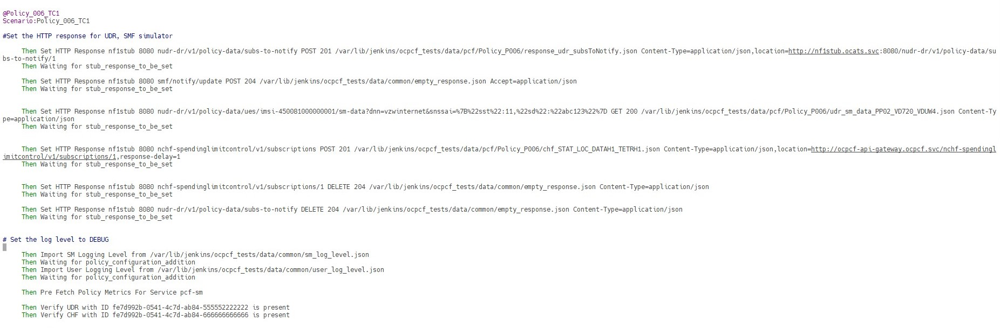 @Policy_006_TC1
Scenario:Policy_006_TC1
#Set the HTTP response for UDR, SMF simulator
Then Set HTTP Response nf1stub 8080 nudr-dr/v1/policy-data/subs-to-notify POST 201 /var/lib/jenkins/ocpcf_tests/data/pcf/Policy_P006/response_udr_subsToNotify.json Content-Type=application/json,location=http://nf1stub.ocats.svc:8080/nudr-dr/v1/policy-data/su
bs-to-notify/1
Then Waiting for stub_response_to_be_set
Then Set HTTP Response nf1stub 8080 smf/notify/update POST 204 /var/lib/jenkins/ocpcf_tests/data/common/empty_response.json Accept=application/json
Then Waiting for stub_response_to_be_set
Then Set HTTP Response nf1stub 8080 nudr-dr/v1/policy-data/ues/imsi-450081000000001/sm-data?dnn=vzwinternet&snssai=%7B%22sst%22:11,%22sd%22:%22abc123%22%7D GET 200 /var/lib/jenkins/ocpcf_tests/data/pcf/Policy_P006/udr_sm_data_PP02_VD720_VDUW4.json Content-Ty
pe=application/json
Then Waiting for stub_response_to_be_set
Then Set HTTP Response nf1stub 8080 nchf-spendinglimitcontrol/v1/subscriptions POST 201 /var/lib/jenkins/ocpcf_tests/data/pcf/Policy_P006/chf_STAT_LOC_DATAH1_TETRH1.json Content-Type=application/json,location=http://ocpcf-api-gateway.ocpcf.svc/nchf-spendingl
imitcontrol/v1/subscriptions/1,response-delay=1
Then Waiting for stub_response_to_be_set
Then Set HTTP Response nf1stub 8080 nchf-spendinglimitcontrol/v1/subscriptions/1 DELETE 204 /var/lib/jenkins/ocpcf_tests/data/common/empty_response.json Content-Type=application/json
Then Waiting for stub_response_to_be_set
Then Set HTTP Response nf1stub 8080 nudr-dr/v1/policy-data/subs-to-notify DELETE 204 /var/lib/jenkins/ocpcf_tests/data/common/empty_response.json Content-Type=application/json
Then Waiting for stub_response_to_be_set
# Set the log level to DEBUG
Then Import SM Logging Level from /var/lib/jenkins/ocpcf_tests/data/common/sm_log_level.json
Then Waiting for policy_configuration_addition
Then Import User Logging Level from /var/lib/jenkins/ocpcf_tests/data/common/user_log_level.json
Then Waiting for policy_configuration_addition
Then Pre Fetch Policy Metrics For Service pcf-sm
Then Verify UDR with ID fe7d992b-0541-4c7d-ab84-555552222222 is present
Then Verify CHF with ID fe7d992b-0541-4c7d-ab84-666666666666 is present